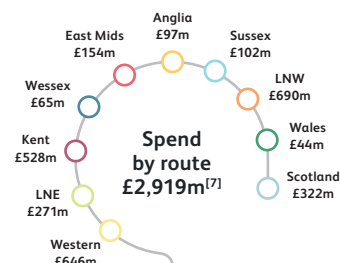 Anglia
£97m
East Mids
£154m
Sussex
£102m
Wessex
£65m
LNW
£690m
Kent
£528m
Spend
by route
£2,919m[7]
Wales
£44m
Scotland
£322m
LNE
£271m
Western
£646m